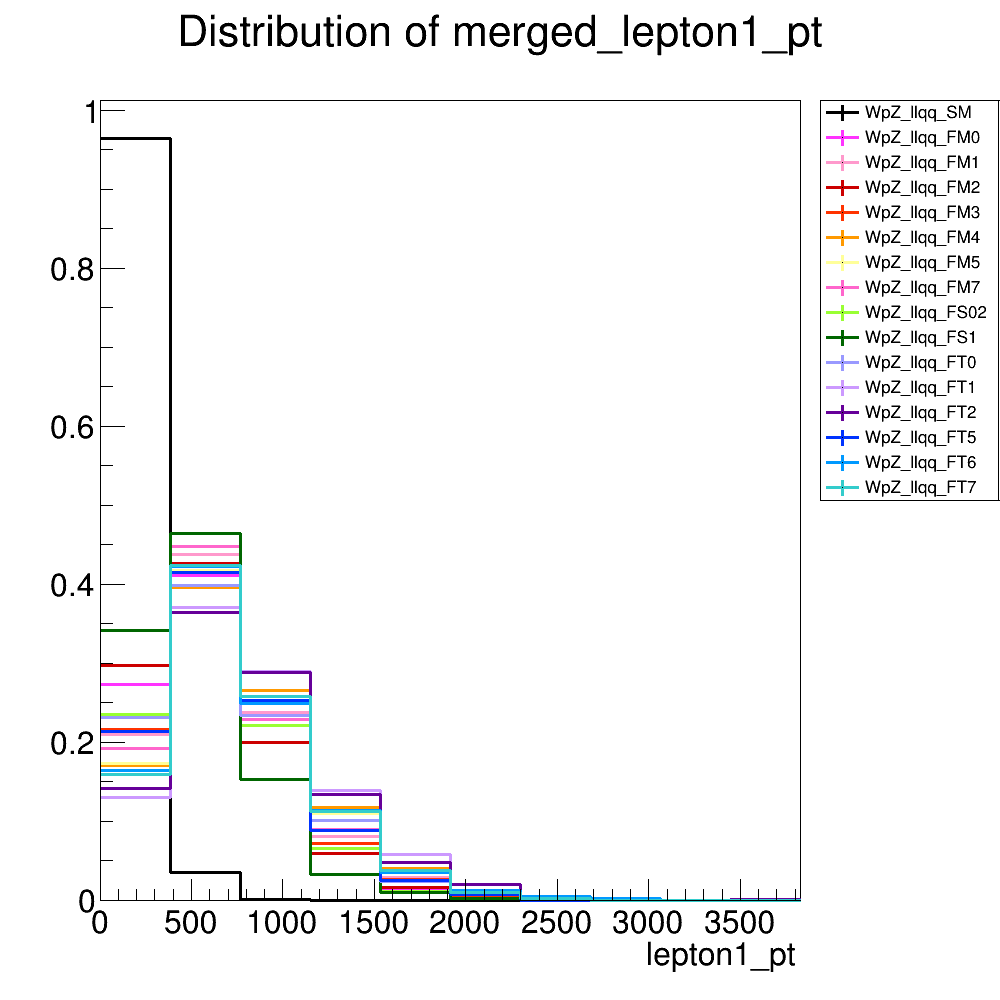 Distribution of merged_lepton1_pt
1
0.8
0.6
0.4
0.2
0
0 500 1000 1500 2000 2500 3000 3500
lepton1_pt
WpZ_llqq_SM
WpZ_llqq_FM0
WpZ_llqq_FM1
WpZ_llqq_FM2
WpZ_llqq_FM3
WpZ_llqq_FM4
WpZ_llqq_FM5
WpZ_llqq_FM7
WpZ_llqq_FS02
WpZ_llqq_FS1
WpZ_llqq_FT0
WpZ_llqq_FT1
WpZ_llqq_FT2
WpZ_llqq_FT5
WpZ_llqq_FT6
WpZ_llqq_FT7